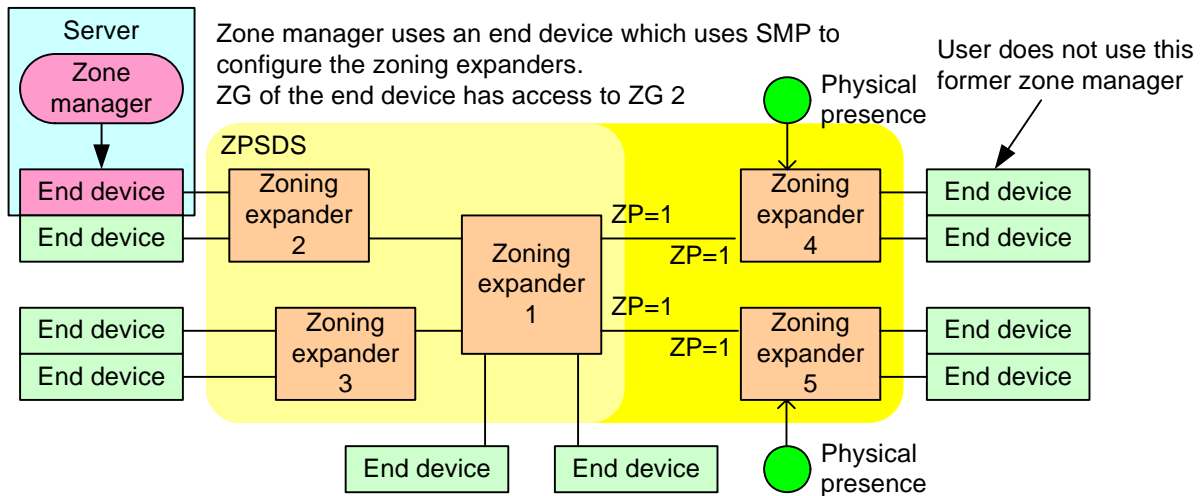 Server
Zone
manager
Zone manager uses an end device which uses SMP to
configure the zoning expanders.
ZG of the end device has access to ZG 2
Physical
presence
User does not use this
former zone manager
ZPSDS
End device
End device
Zoning
expander
2
Zoning
expander
1
ZP=1
ZP=1
Zoning
expander
4
End device
End device
End device
End device
Zoning
expander
3
ZP=1
ZP=1
Zoning
expander
5
End device
End device
End device
End device
Physical
presence